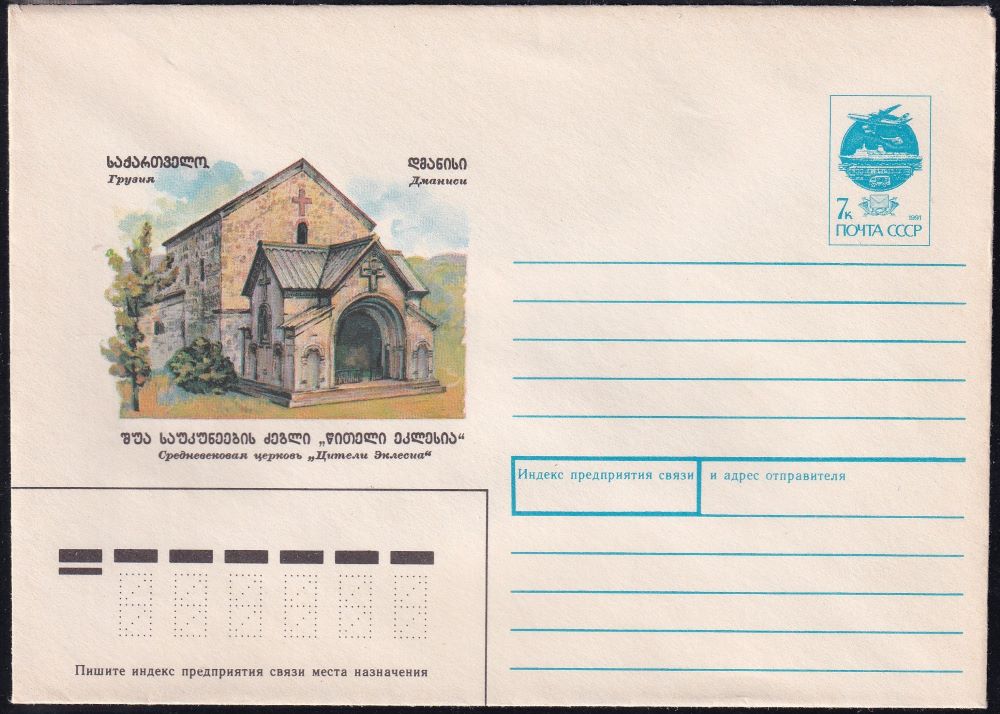 საქართველო,
Грузия
დმანისი
Дманиси
7к
1991
ПОЧТА СССР
შუა საუკუნეების ძეგლი „წითელი ეკლესია“
Средневековая церковь „Цители Эклесиа“
Индекс предприятия связи и адрес отправителя
Пишите индекс предприятия связи места назначения